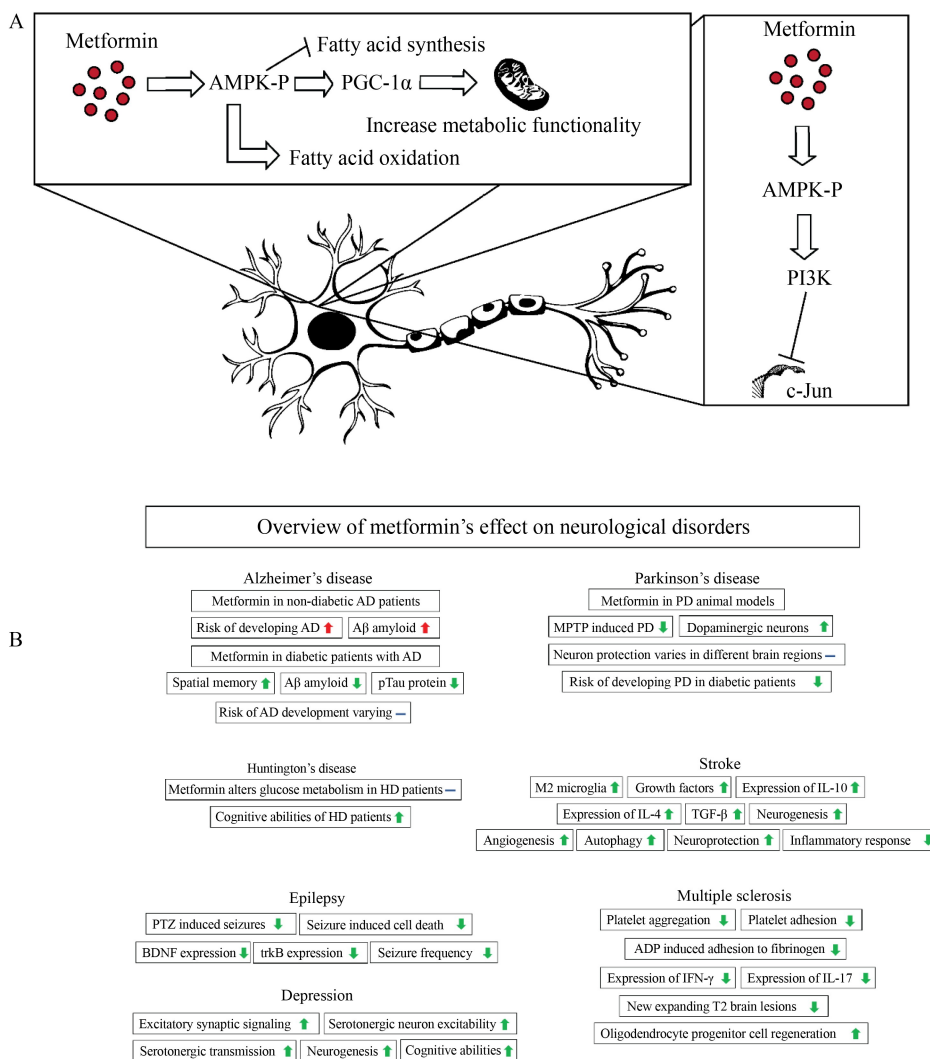 A
Metformin
AMPK-P
Fatty acid synthesis
PGC-1α
Increase metabolic functionality
Fatty acid oxidation
Metformin
AMPK-P
PI3K
c-Jun
B
Overview of metformin's effect on neurological disorders
Alzheimer's disease
Metformin in non-diabetic AD patients
Risk of developing AD
Aβ amyloid
Metformin in diabetic patients with AD
Spatial memory
Aβ amyloid
pTau protein
Risk of AD development varying
Parkinson's disease
Metformin in PD animal models
MPTP induced PD
Dopaminergic neurons
Neuron protection varies in different brain regions
Risk of developing PD in diabetic patients
Huntington's disease
Metformin alters glucose metabolism in HD patients
Cognitive abilities of HD patients
Stroke
M2 microglia
Growth factors
Expression of IL-10
Expression of IL-4
TGF-β
Neurogenesis
Angiogenesis
Autophagy
Neuroprotection
Inflammatory response
Epilepsy
PTZ induced seizures
Seizure induced cell death
BDNF expression
trkB expression
Seizure frequency
Multiple sclerosis
Platelet aggregation
Platelet adhesion
ADP induced adhesion to fibrinogen
Expression of IFN-γ
Expression of IL-17
New expanding T2 brain lesions
Oligodendrocyte progenitor cell regeneration
Depression
Excitatory synaptic signaling
Serotonergic neuron excitability
Serotonergic transmission
Neurogenesis
Cognitive abilities